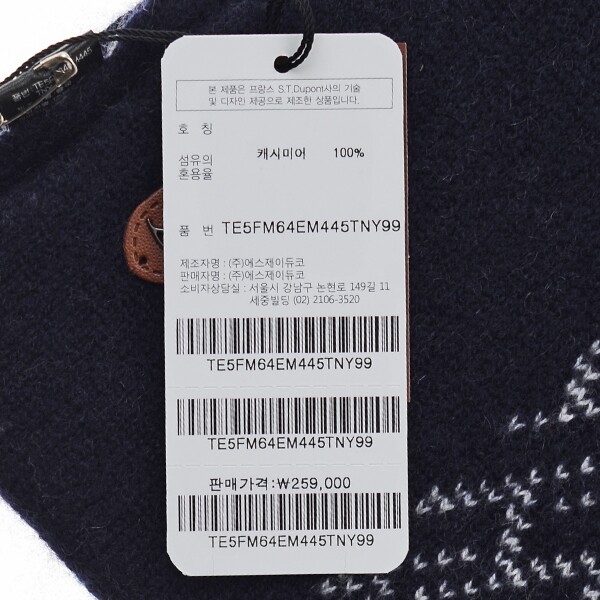 본 제품은 프랑스 S.T.Dupont사의 기술
및 디자인 제공으로 제조한 상품입니다.
호 칭
섬유의 캐시미어 100%
혼용율
품 번 TE5FM64EM445TNY99
제조자명 : (주)에스제이듀코
판매자명 : (주)에스제이듀코
소비자상담실 : 서울시 강남구 논현로 149길 11
세중빌딩 (02) 2106-3520
TE5FM64EM445TNY99
TE5FM64EM445TNY99
판매가격:₩259,000
TE5FM64EM445TNY99